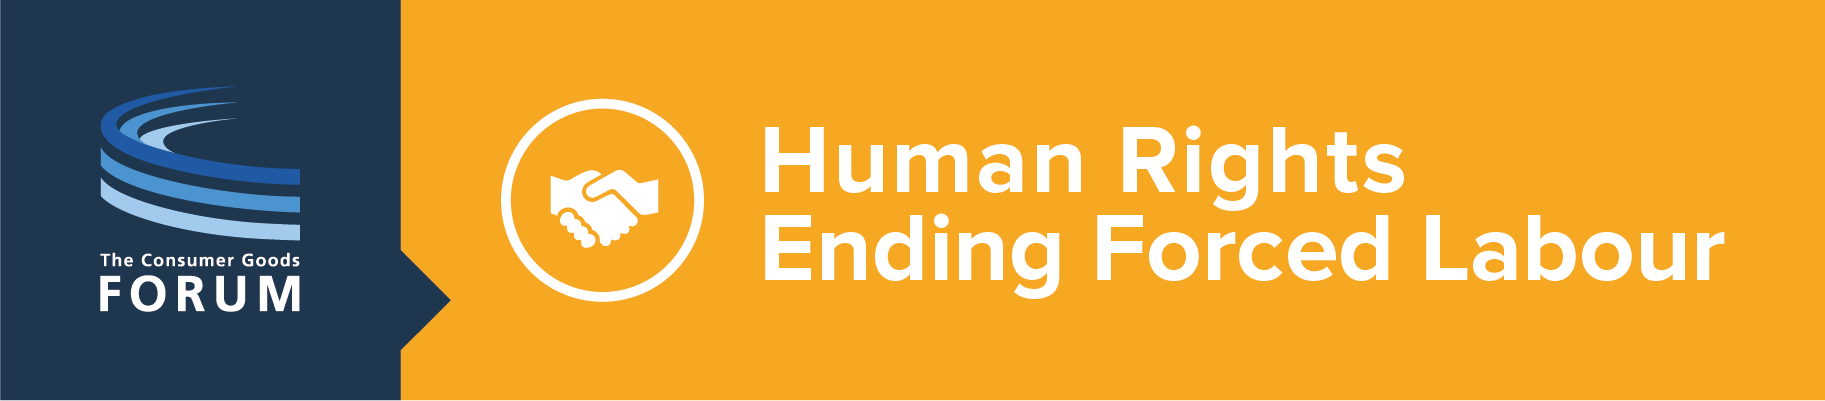 The Consumer Goods
FORUM
Human Rights
Ending Forced Labour